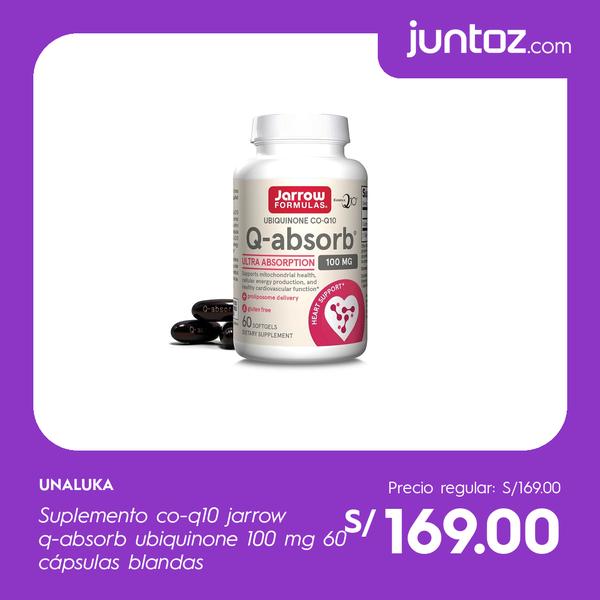 juntoz.com
Jarrow
FORMULAS®
Q10
UBIQUINONE CO-Q10
Q-absorb®
ULTRA ABSORPTION 100 MG
Supports mitochondrial health,
cellular energy production, and
healthy cardiovascular function*
proliposome delivery
gluten free
60 SOFTGELS
DIETARY SUPPLEMENT
HEART SUPPORT*
UNALUKA
Precio regular: S/169.00
Suplemento co-q10 jarrow
q-absorb ubiquinone 100 mg 60
cápsulas blandas
S/ 169.00